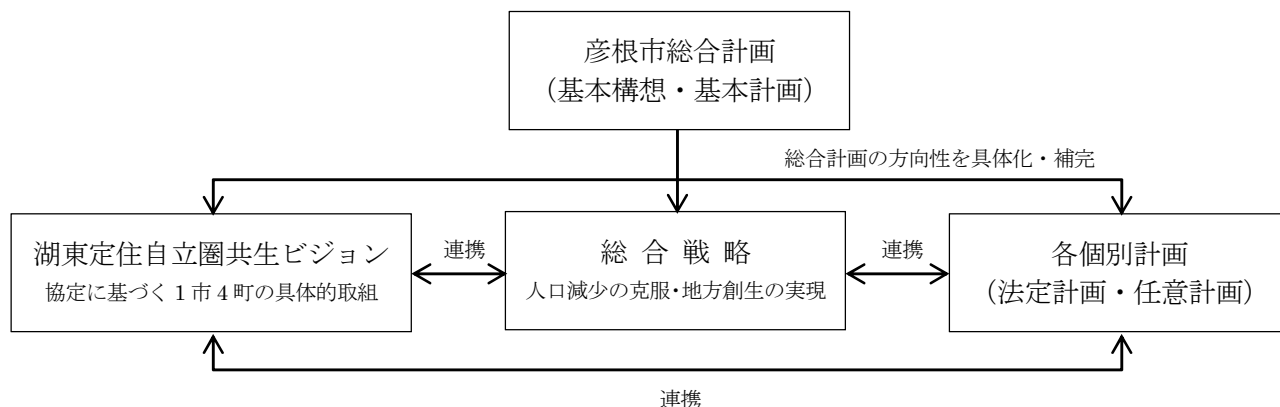 彦根市総合計画
（基本構想・基本計画）
総合計画の方向性を具体化・補完
湖東定住自立圏共生ビジョン
協定に基づく１市４町の具体的取組
連携
総合戦略
人口減少の克服・地方創生の実現
連携
各個別計画
（法定計画・任意計画）
連携